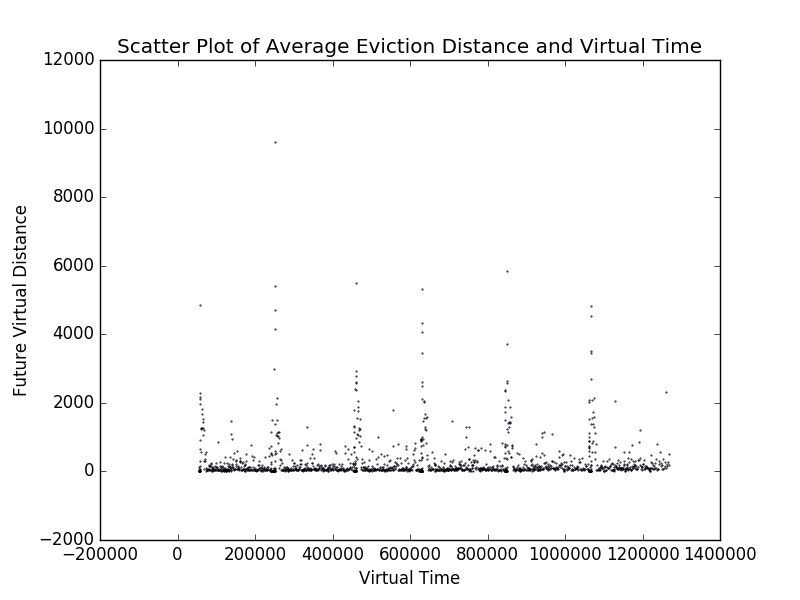 Scatter Plot of Average Eviction Distance and Virtual Time
12000
10000
8000
6000
4000
2000
0
−2000
Future Virtual Distance
−200000 0 200000 400000 600000 800000 1000000 1200000 1400000
Virtual Time